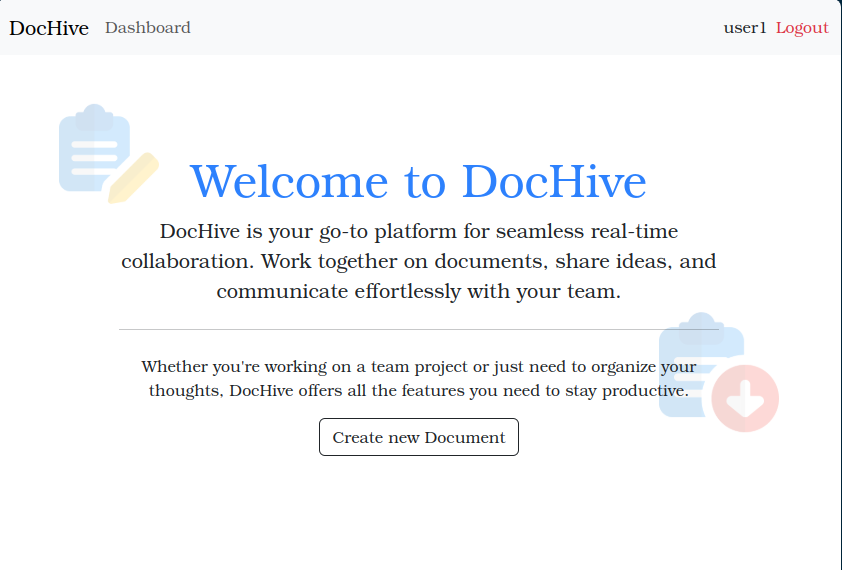 DocHive Dashboard user1 Logout
Welcome to DocHive
DocHive is your go-to platform for seamless real-time
collaboration. Work together on documents, share ideas, and
communicate effortlessly with your team.
Whether you're working on a team project or just need to organize your
thoughts, DocHive offers all the features you need to stay productive.
Create new Document